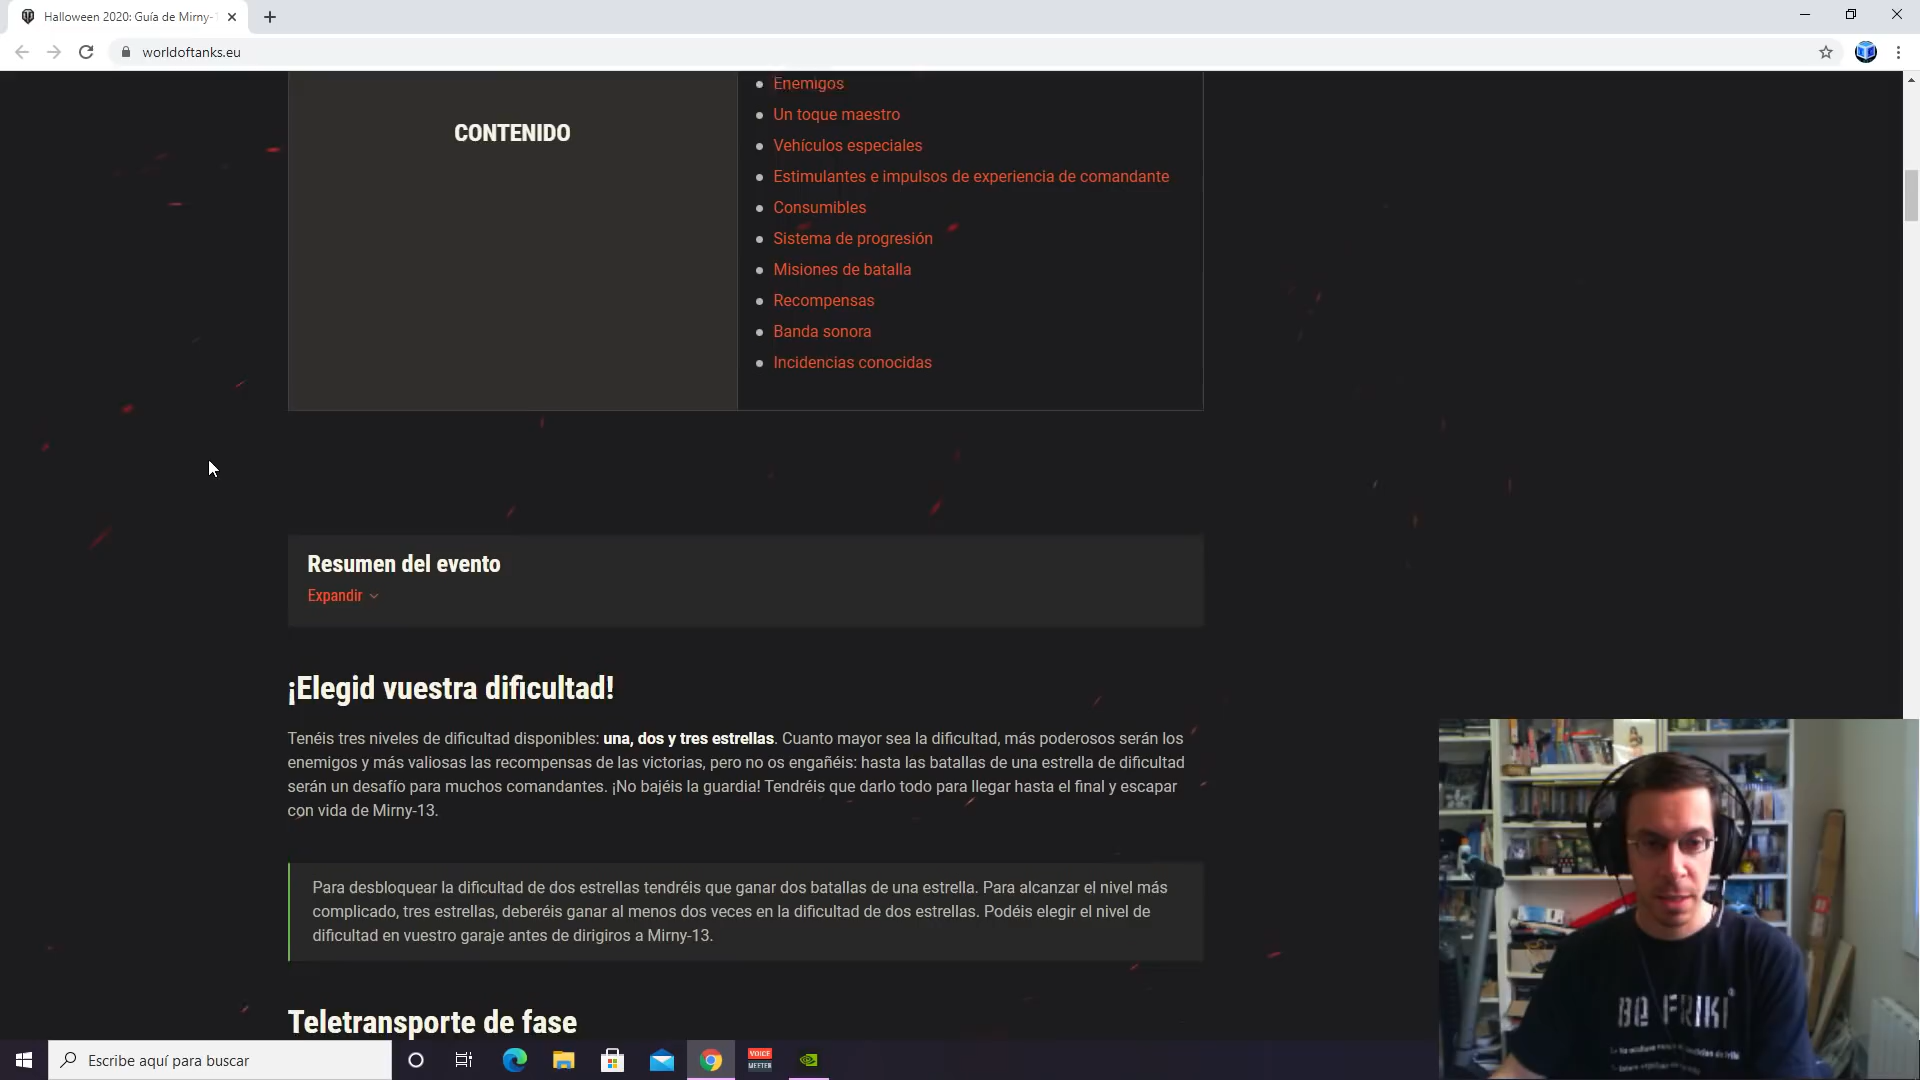 Halloween 2020: Guía de Mirny-
worldoftanks.eu
CONTENIDO
Enemigos
Un toque maestro
Vehículos especiales
Estimulantes e impulsos de experiencia de comandante
Consumibles
Sistema de progresión
Misiones de batalla
Recompensas
Banda sonora
Incidencias conocidas
Resumen del evento
Expandir
¡Elegid vuestra dificultad!
Tenéis tres niveles de dificultad disponibles: una, dos y tres estrellas. Cuanto mayor sea la dificultad, más poderosos serán los
enemigos y más valiosas las recompensas de las victorias, pero no os engañéis: hasta las batallas de una estrella de dificultad
serán un desafío para muchos comandantes. ¡No bajéis la guardia! Tendréis que darlo todo para llegar hasta el final y escapar
con vida de Mirny-13.
Para desbloquear la dificultad de dos estrellas tendréis que ganar dos batallas de una estrella. Para alcanzar el nivel más
complicado, tres estrellas, deberéis ganar al menos dos veces en la dificultad de dos estrellas. Podéis elegir el nivel de
dificultad en vuestro garaje antes de dirigiros a Mirny-13.
Teletransporte de fase
BE FRIKI
Escribe aquí para buscar
VOICE
MEETER